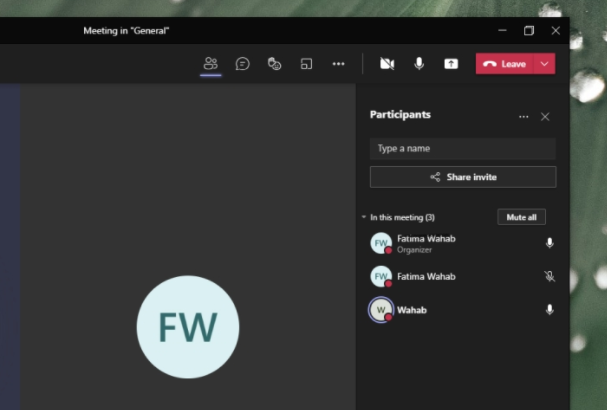 Meeting in "General"
Leave
Participants
Type a name
Share invite
In this meeting (3)
Mute all
FW
Fatima Wahab
Organizer
FW
Fatima Wahab
W
Wahab
FW